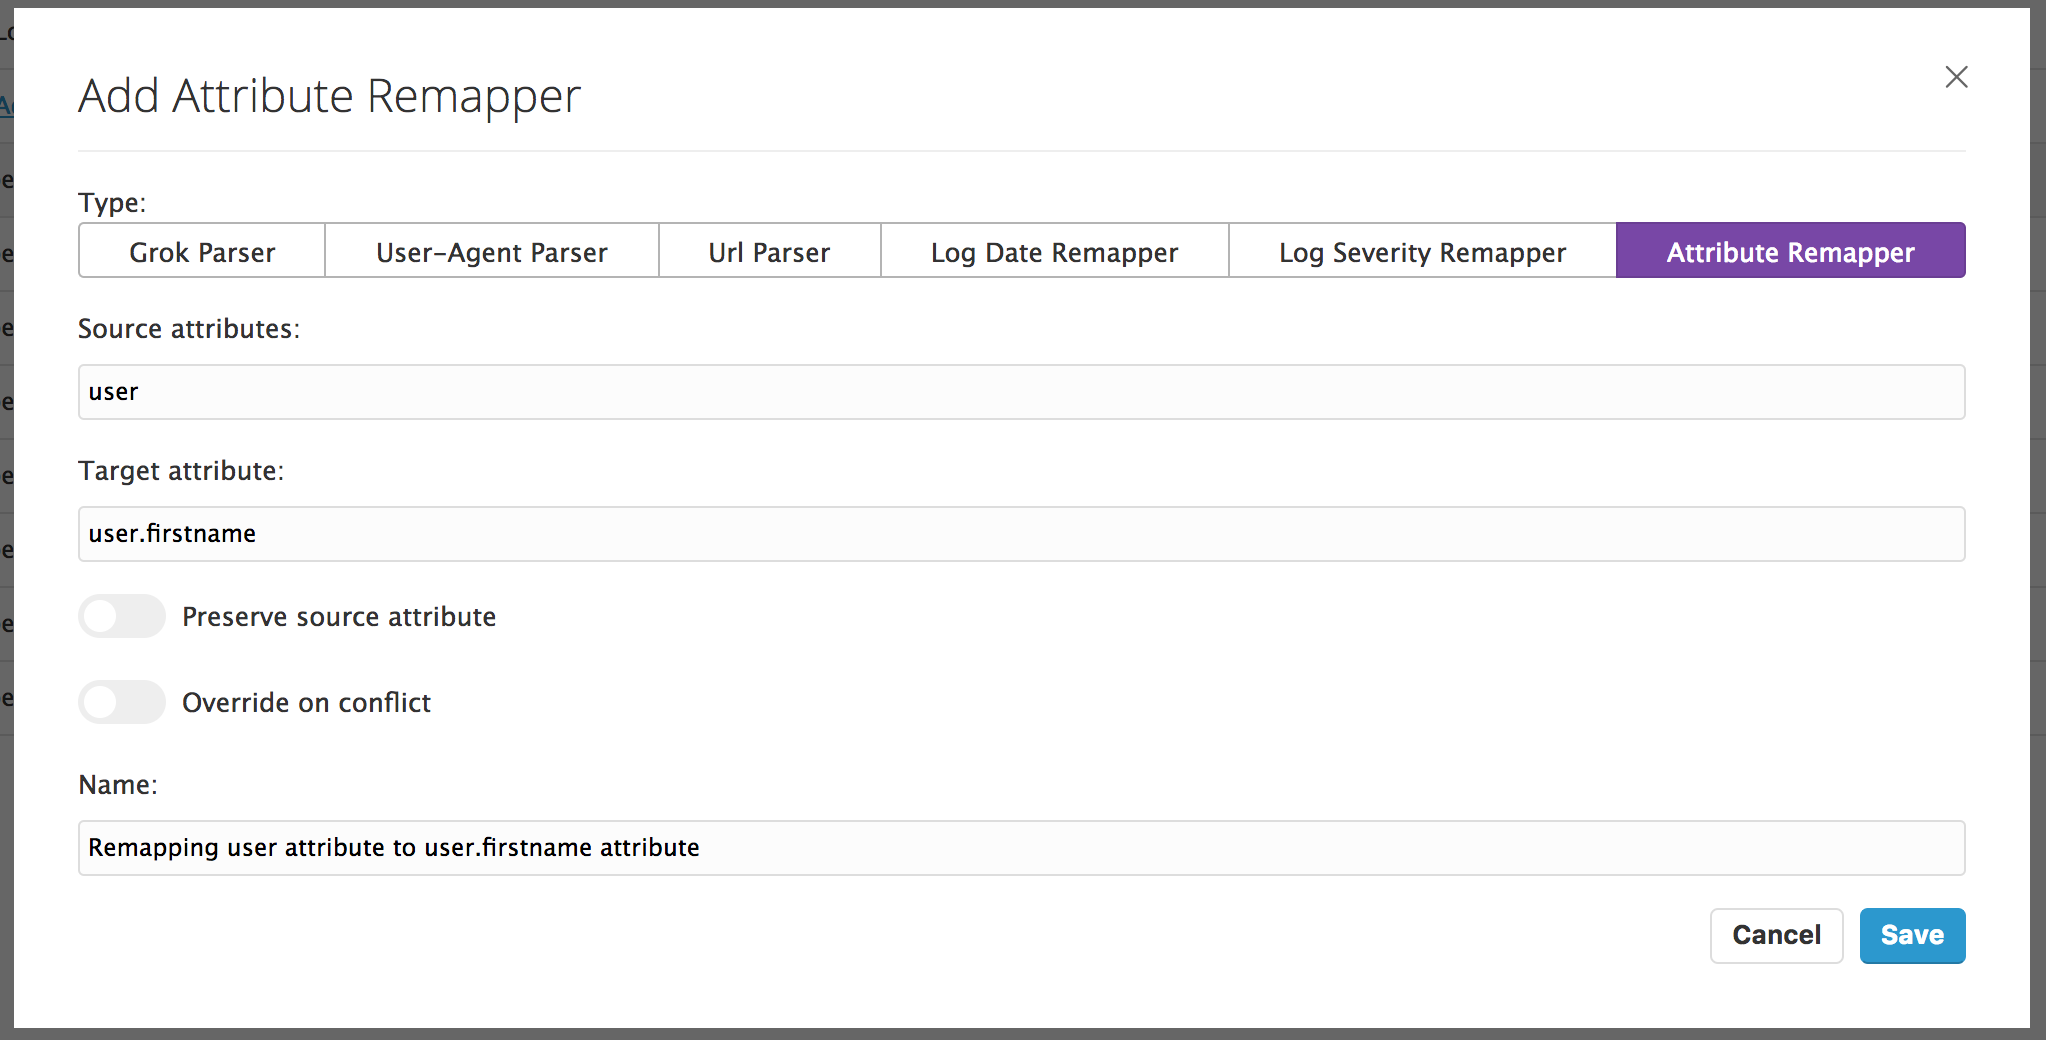 Add Attribute Remapper
Type:
Grok Parser User-Agent Parser Url Parser Log Date Remapper Log Severity Remapper Attribute Remapper
Source attributes:
user
Target attribute:
user.firstname
Preserve source attribute
Override on conflict
Name:
Remapping user attribute to user.firstname attribute
Cancel Save